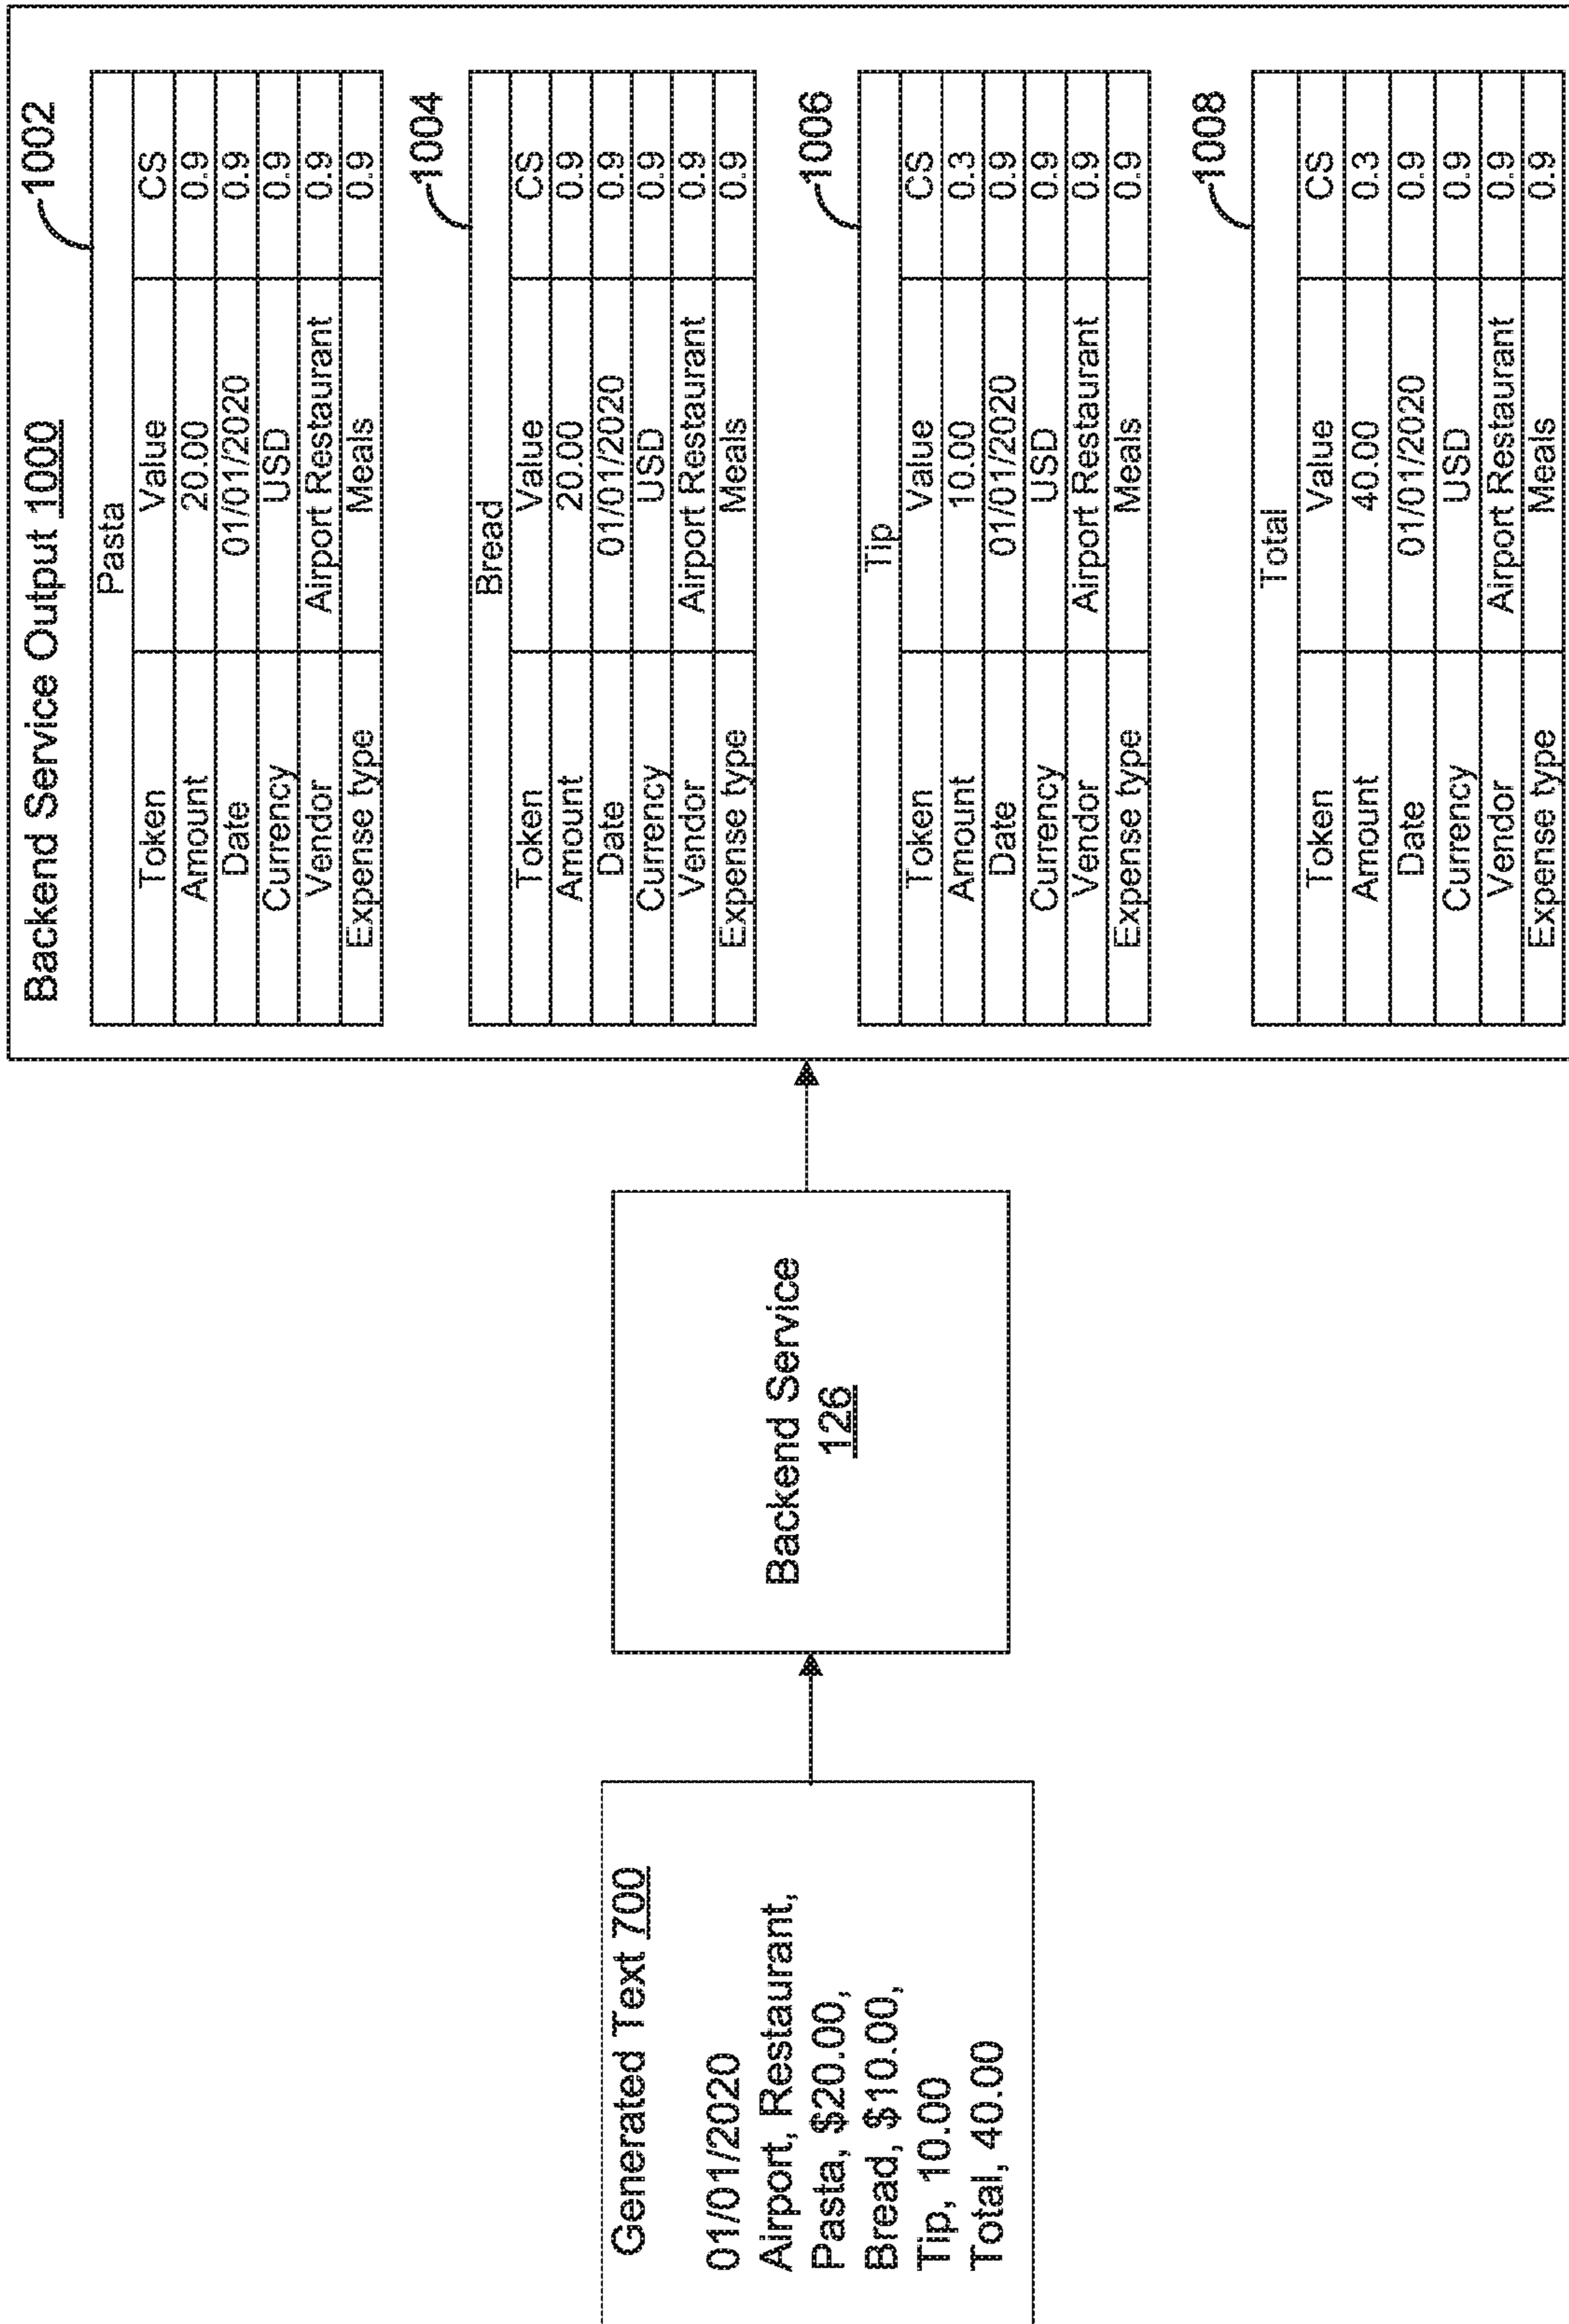 Generated Text 700
01/01/2020
Airport, Restaurant,
Pasta, $20.00,
Bread, $10.00,
Tip, 10.00
Total, 40.00
Backend Service
126
Backend Service Output 1000
1002
Pasta
Token Value CS
Amount 20.00 0.9
Date 01/01/2020 0.9
Currency USD 0.9
Vendor Airport Restaurant 0.9
Expense type Meals 0.9
1004
Bread
Token Value CS
Amount 20.00 0.9
Date 01/01/2020 0.9
Currency USD 0.9
Vendor Airport Restaurant 0.9
Expense type Meals 0.9
1006
Tip
Token Value CS
Amount 10.00 0.3
Date 01/01/2020 0.9
Currency USD 0.9
Vendor Airport Restaurant 0.9
Expense type Meals 0.9
1008
Total
Token Value CS
Amount 40.00 0.3
Date 01/01/2020 0.9
Currency USD 0.9
Vendor Airport Restaurant 0.9
Expense type Meals 0.9